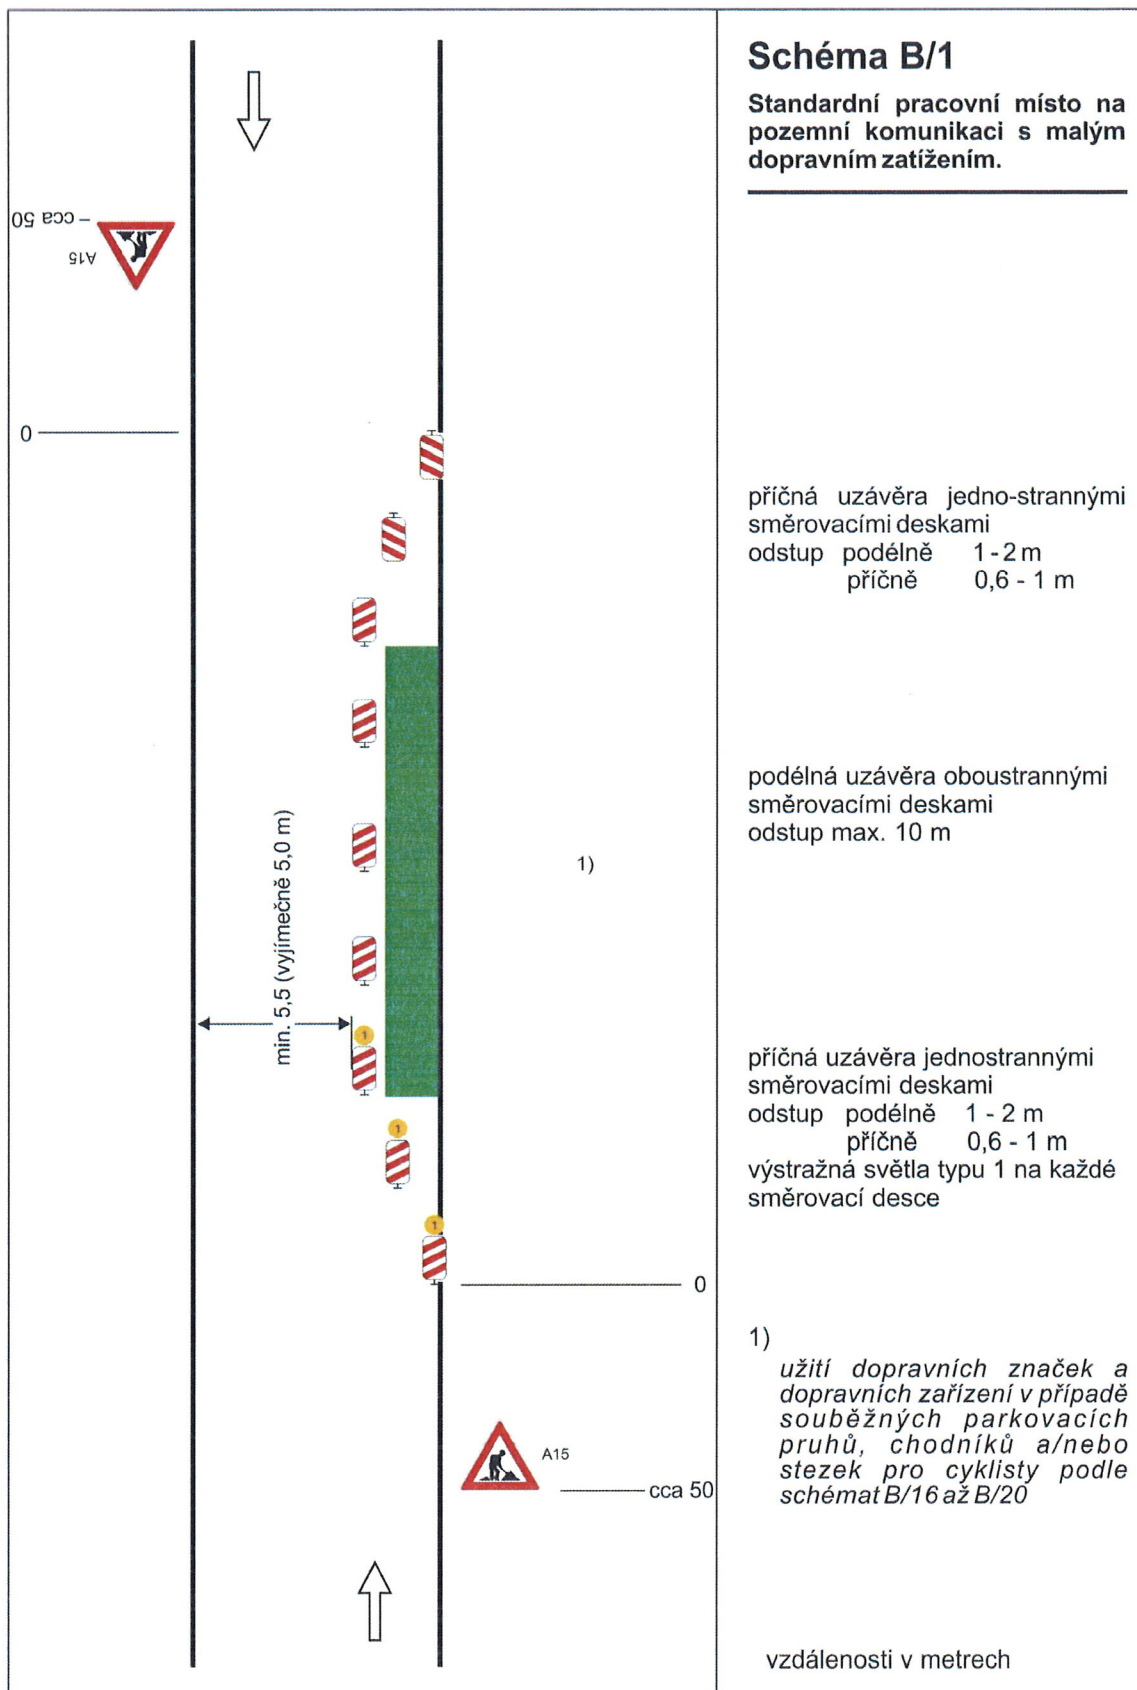 Schéma B/1
Standardní pracovní místo na
pozemní komunikaci s malým
dopravním zatížením.
cca 50
A15
0
příčná uzávěra jedno-strannými
směrovacími deskami
odstup podélně 1 - 2 m
příčně 0,6 - 1 m
podélná uzávěra oboustrannými
směrovacími deskami
odstup max. 10 m
1)
min. 5,5 (vyjímečně 5,0 m)
1
1
1
příčná uzávěra jednostrannými
směrovacími deskami
odstup podélně 1 - 2 m
příčně 0,6 - 1 m
výstražná světla typu 1 na každé
směrovací desce
0
A15
cca 50
1)
užití dopravních značek a
dopravních zařízení v případě
souběžných parkovacích
pruhů, chodníků a/nebo
stezek pro cyklisty podle
schémat B/16 až B/20
vzdálenosti v metrech